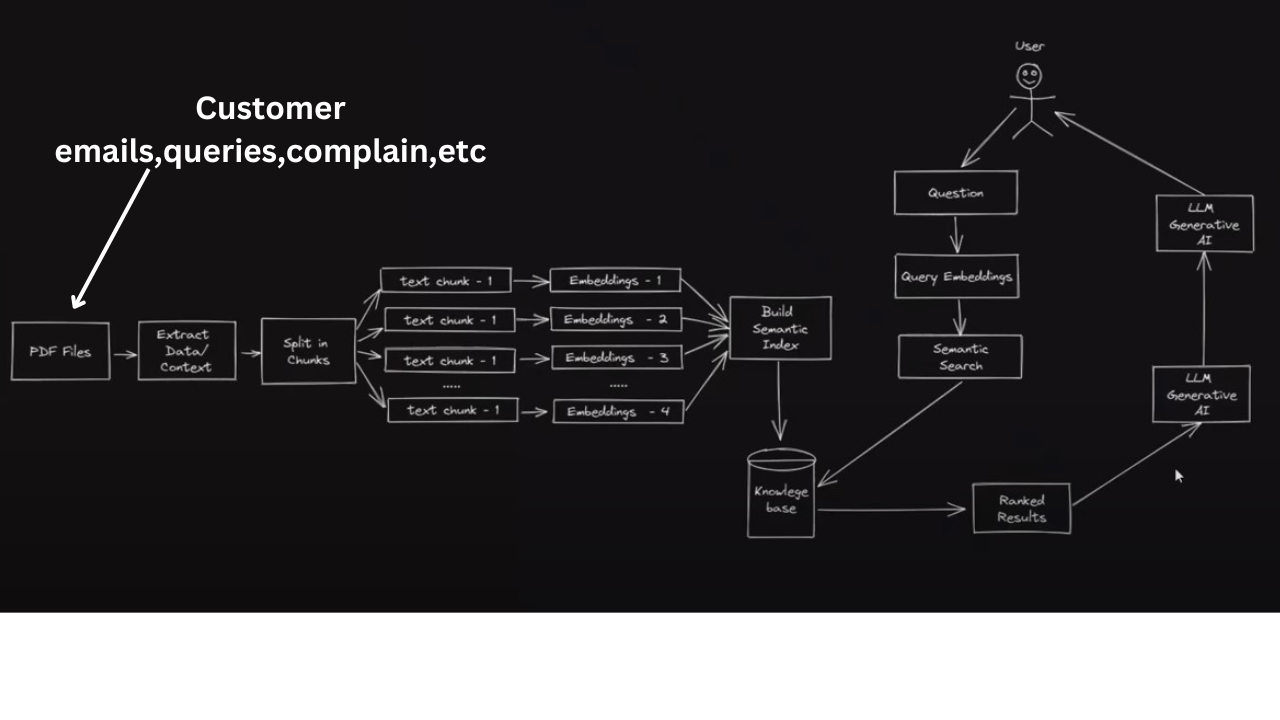 User
Customer
emails,queries,complain,etc
PDF Files
Extract
Data/
Context
Split in
Chunks
text chunk - 1
Embeddings - 1
text chunk - 1
Embeddings - 2
text chunk - 1
Embeddings - 3
.....
.....
text chunk - 1
Embeddings - 4
Build
Semantic
Index
Knowlege
base
Question
Query Embeddings
Semantic
Search
Ranked
Results
LLM
Generative
AI
LLM
Generative
AI